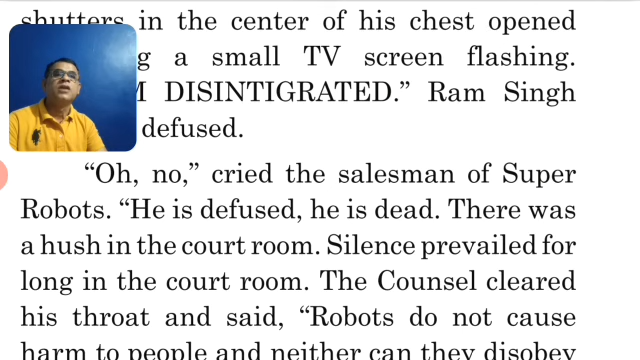 shutters in the center of his chest opened
g a small TV screen flashing.
M DISINTIGRATED.” Ram Singh
defused.
“Oh, no,” cried the salesman of Super
Robots. “He is defused, he is dead. There was
a hush in the court room. Silence prevailed for
long in the court room. The Counsel cleared
his throat and said, “Robots do not cause
harm to people and neither can they disobey